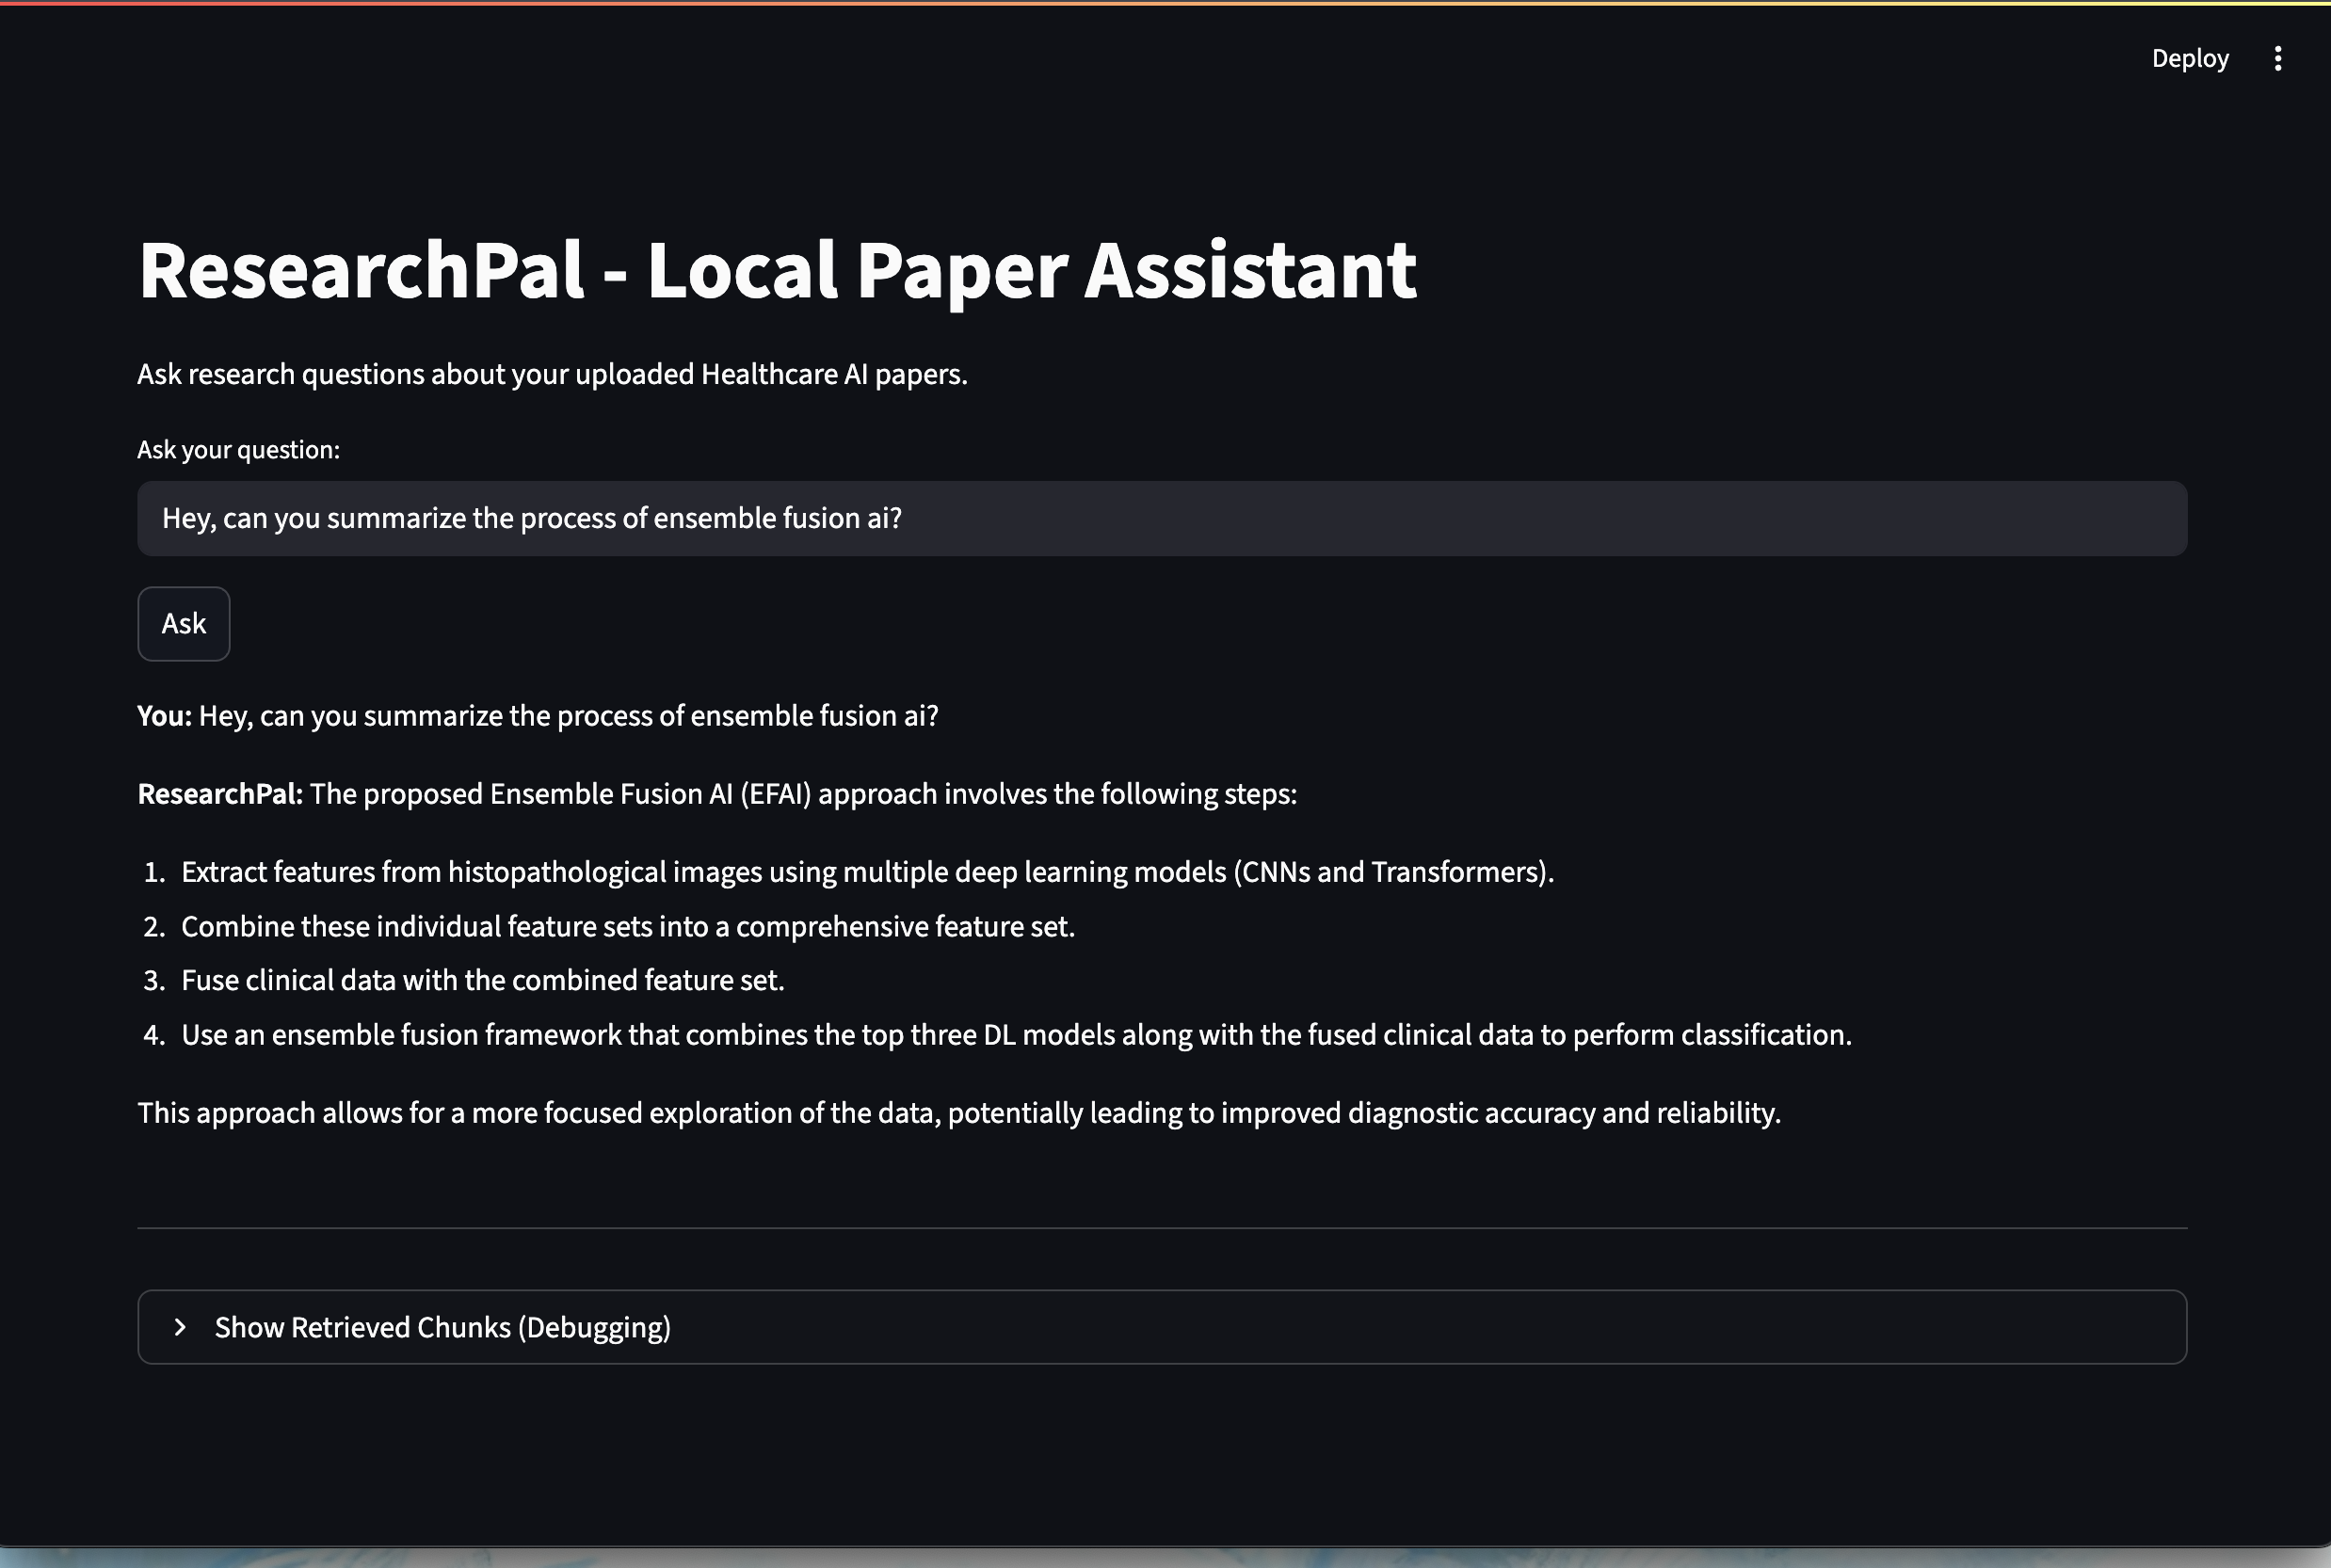 Deploy
ResearchPal - Local Paper Assistant
Ask research questions about your uploaded Healthcare AI papers.
Ask your question:
Hey, can you summarize the process of ensemble fusion ai?
Ask
You: Hey, can you summarize the process of ensemble fusion ai?
ResearchPal: The proposed Ensemble Fusion AI (EFAI) approach involves the following steps:
1. Extract features from histopathological images using multiple deep learning models (CNNs and Transformers).
2. Combine these individual feature sets into a comprehensive feature set.
3. Fuse clinical data with the combined feature set.
4. Use an ensemble fusion framework that combines the top three DL models along with the fused clinical data to perform classification.
This approach allows for a more focused exploration of the data, potentially leading to improved diagnostic accuracy and reliability.
Show Retrieved Chunks (Debugging)